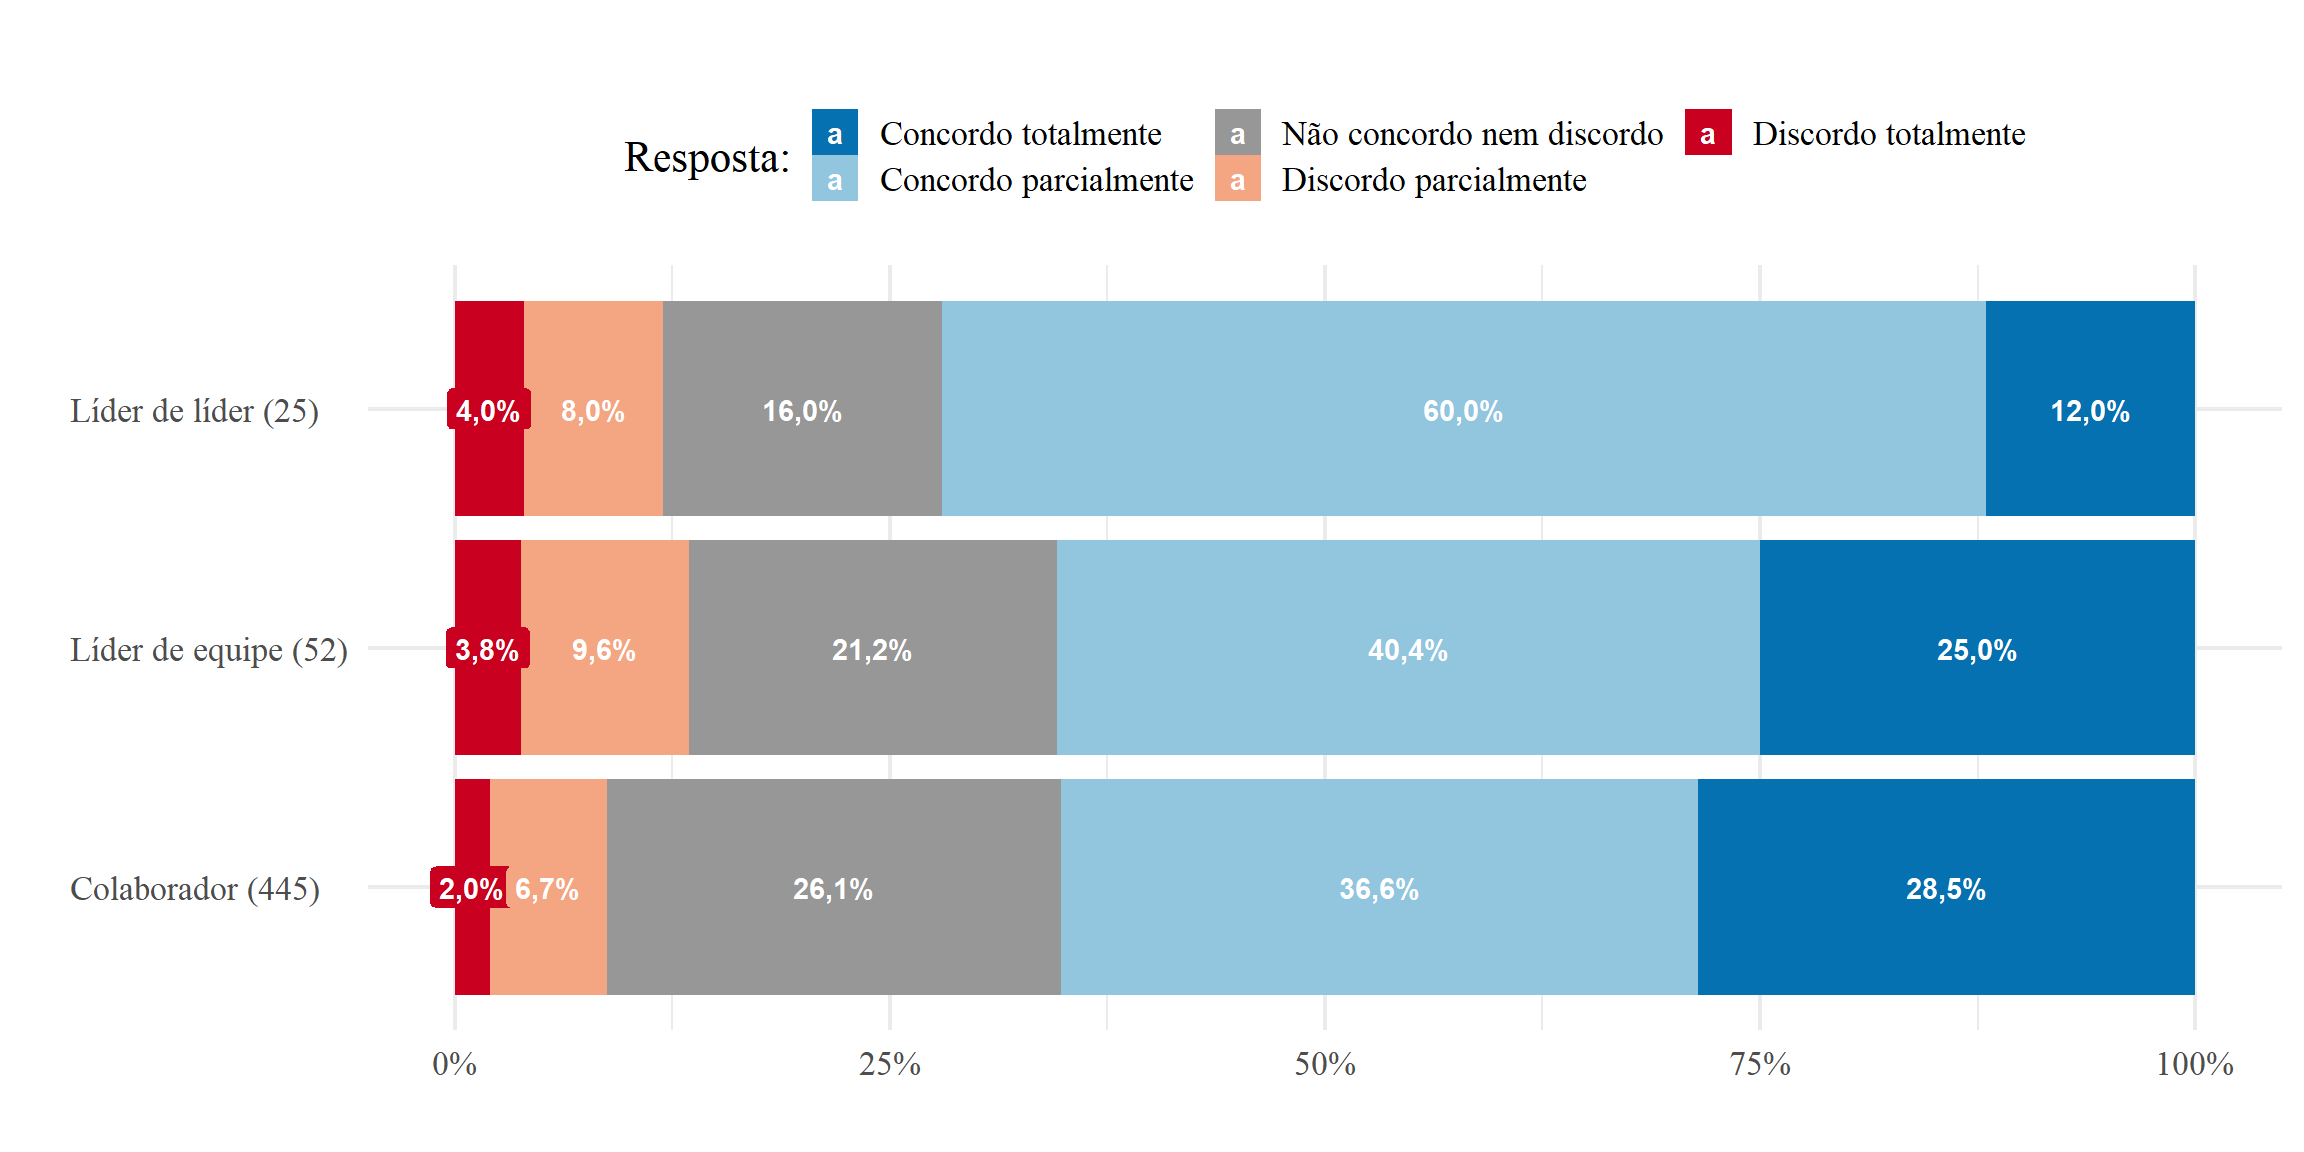 Resposta:
a Concordo totalmente
a Concordo parcialmente
a Não concordo nem discordo
a Discordo parcialmente
a Discordo totalmente
Líder de líder (25)
4,0% 8,0% 16,0% 60,0% 12,0%
Líder de equipe (52)
3,8% 9,6% 21,2% 40,4% 25,0%
Colaborador (445)
2,0% 6,7% 26,1% 36,6% 28,5%
0% 25% 50% 75% 100%